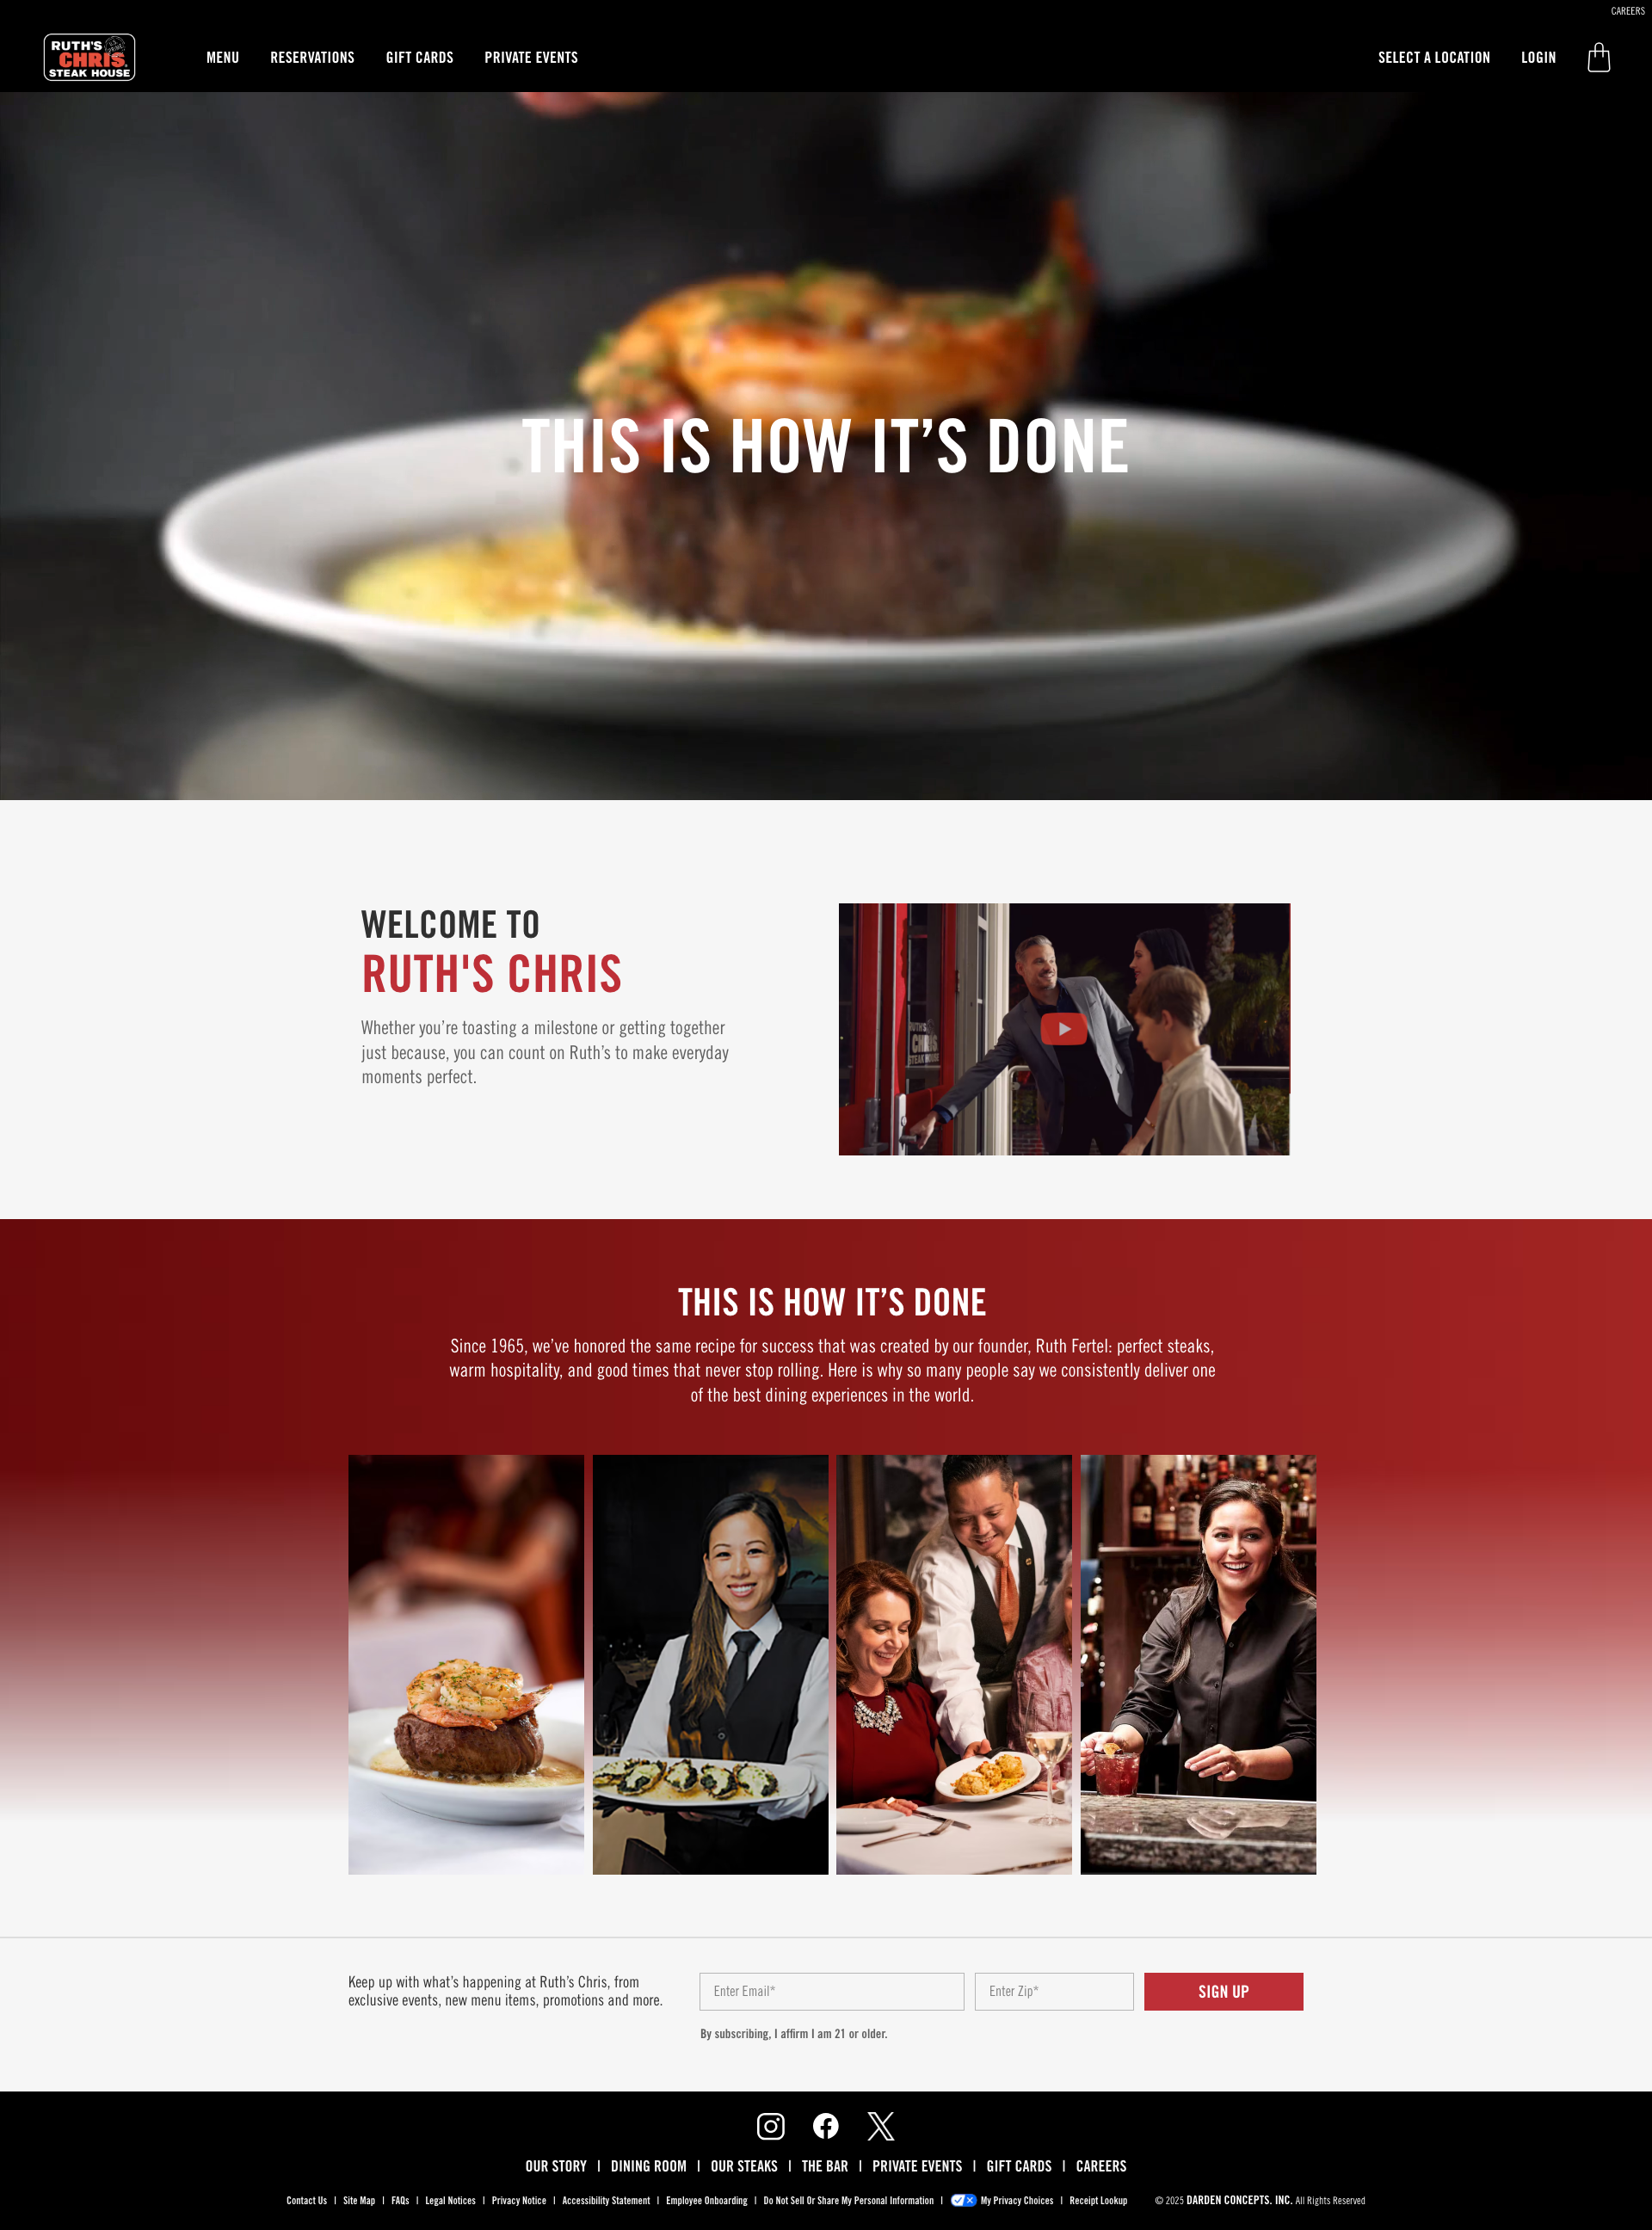 CAREERS
RUTH'S
CHRIS
STEAK HOUSE
MENU RESERVATIONS GIFT CARDS PRIVATE EVENTS SELECT A LOCATION LOGIN
THIS IS HOW IT’S DONE
WELCOME TO
RUTH'S CHRIS
Whether you’re toasting a milestone or getting together
just because, you can count on Ruth’s to make everyday
moments perfect.
RUTH'S
CHRIS
STEAK HOUSE
THIS IS HOW IT’S DONE
Since 1965, we’ve honored the same recipe for success that was created by our founder, Ruth Fertel: perfect steaks,
warm hospitality, and good times that never stop rolling. Here is why so many people say we consistently deliver one
of the best dining experiences in the world.
Keep up with what’s happening at Ruth’s Chris, from
exclusive events, new menu items, promotions and more.
Enter Email* Enter Zip* SIGN UP
By subscribing, I affirm I am 21 or older.
OUR STORY | DINING ROOM | OUR STEAKS | THE BAR | PRIVATE EVENTS | GIFT CARDS | CAREERS
Contact Us | Site Map | FAQs | Legal Notices | Privacy Notice | Accessibility Statement | Employee Onboarding | Do Not Sell Or Share My Personal Information | My Privacy Choices | Receipt Lookup © 2025 DARDEN CONCEPTS. INC. All Rights Reserved